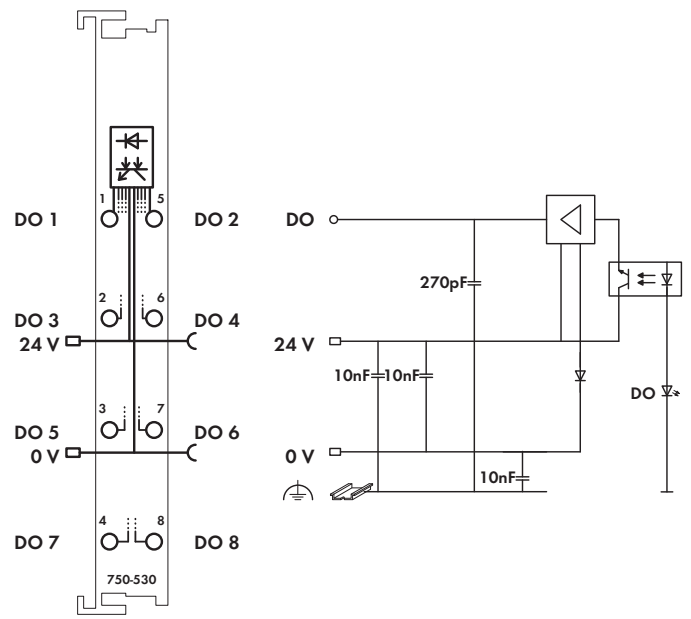 1 5
DO 1 DO 2
2 6
DO 3 DO 4
24 V
3 7
DO 5 DO 6
0 V
4 8
DO 7 DO 8
750-530
DO
270pF
24 V
10nF 10nF
DO
0 V
10nF